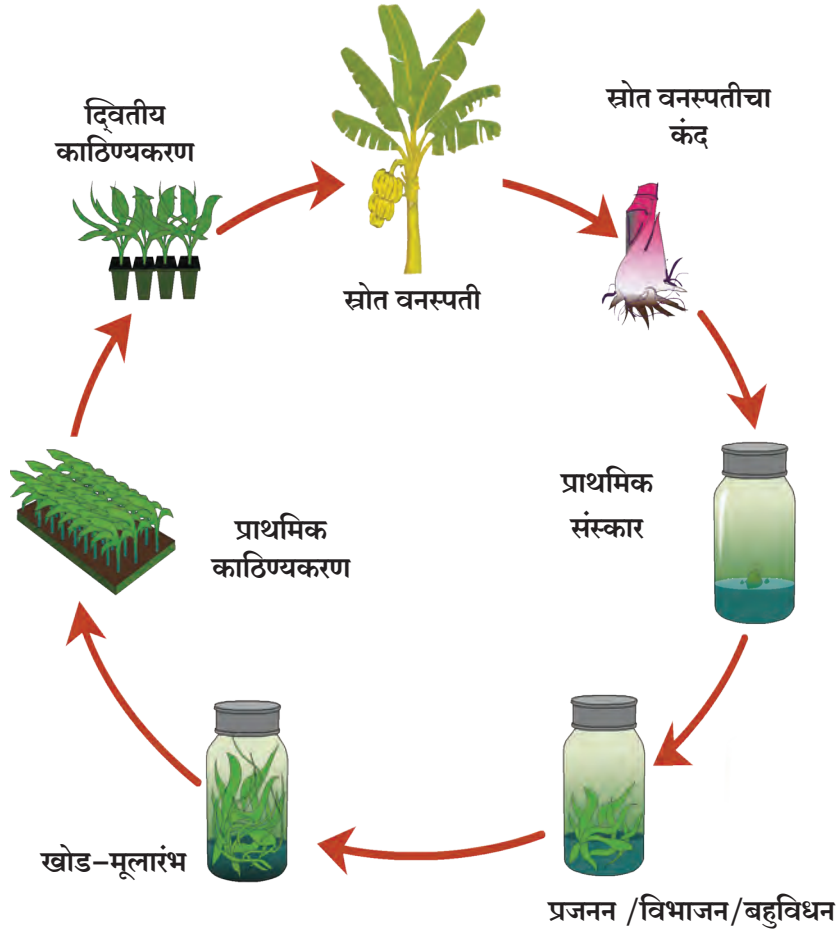 स्रोत वनस्पती
स्रोत वनस्पतीचा
कंद
प्राथमिक
संस्कार
प्रजनन /विभाजन/बहुविधन
खोड-मूलारंभ
प्राथमिक
काठिण्यकरण
द्वितीय
काठिण्यकरण